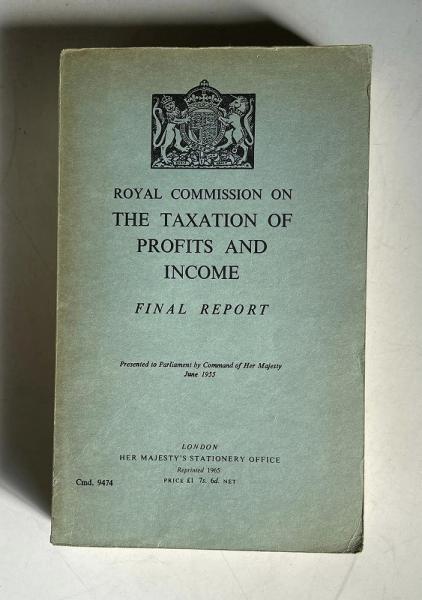 ROYAL COMMISSION ON
THE TAXATION OF
PROFITS AND
INCOME
FINAL REPORT
Presented to Parliament by Command of Her Majesty
June 1955
LONDON
HER MAJESTY'S STATIONERY OFFICE
Reprinted 1965
Cmd. 9474
PRICE £1 7s. 6d. NET